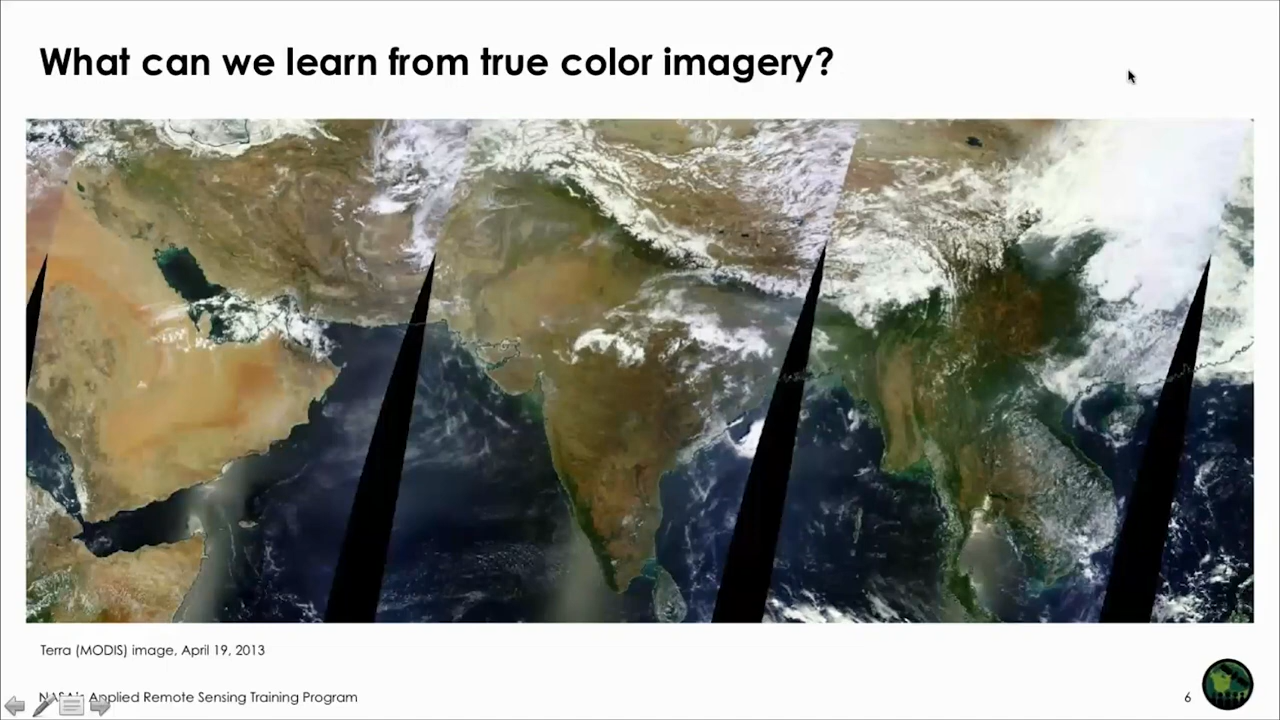 What can we learn from true color imagery?
Terra (MODIS) image, April 19, 2013
NASA's Applied Remote Sensing Training Program
6